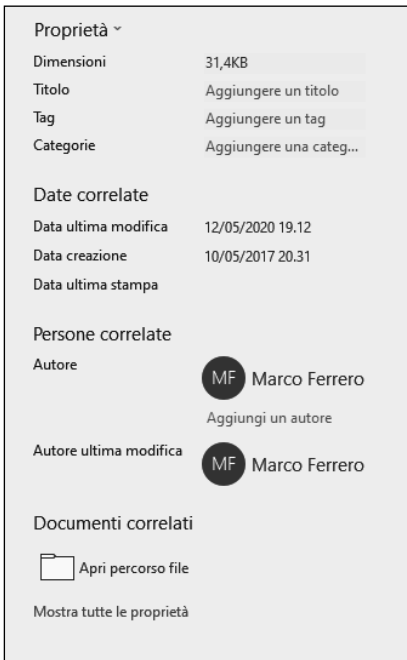 Proprietà
Dimensioni 31,4KB
Titolo Aggiungere un titolo
Tag Aggiungere un tag
Categorie Aggiungere una categ...
Date correlate
Data ultima modifica 12/05/2020 19.12
Data creazione 10/05/2017 20.31
Data ultima stampa
Persone correlate
Autore
MF Marco Ferrero
Aggiungi un autore
Autore ultima modifica
MF Marco Ferrero
Documenti correlati
Apri percorso file
Mostra tutte le proprietà